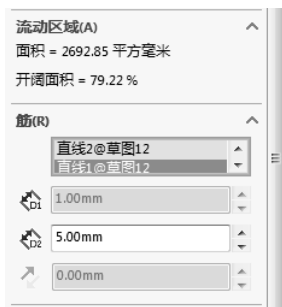 流动区域(A)
面积 = 2692.85 平方毫米
开阔面积 = 79.22 %
筋(R)
直线2@草图12
直线1@草图12
D1 1.00mm
D2 5.00mm
0.00mm